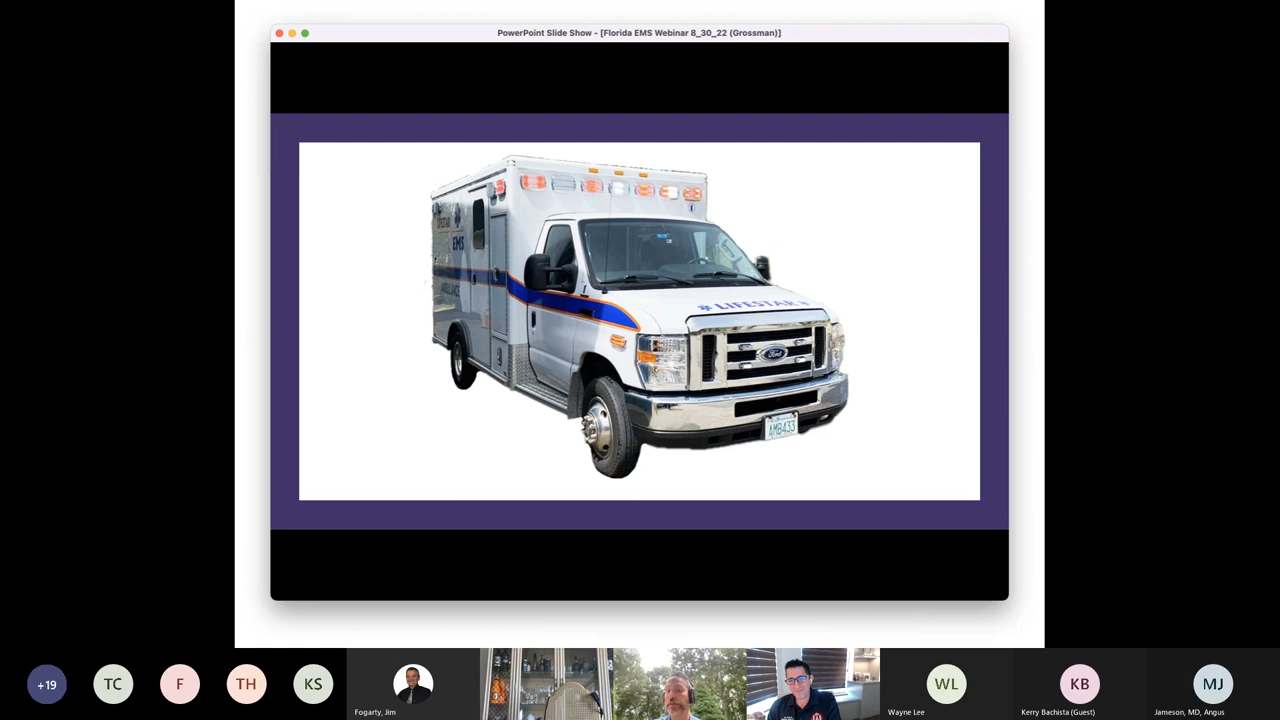 PowerPoint Slide Show - [Florida EMS Webinar 8_30_22 (Grossman)]
EMS
LIFESTAR
Ford
AMB433
+19
TC
F
TH
KS
Fogarty, Jim
WL
Wayne Lee
KB
Kerry Bachista (Guest)
MJ
Jameson, MD, Angus